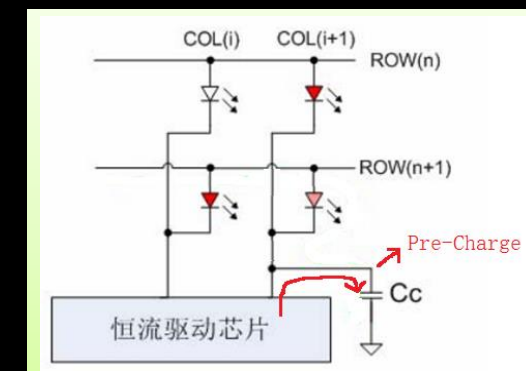 COL(i) COL(i+1)
ROW(n)
ROW(n+1)
Pre-Charge
Cc
恒流驱动芯片